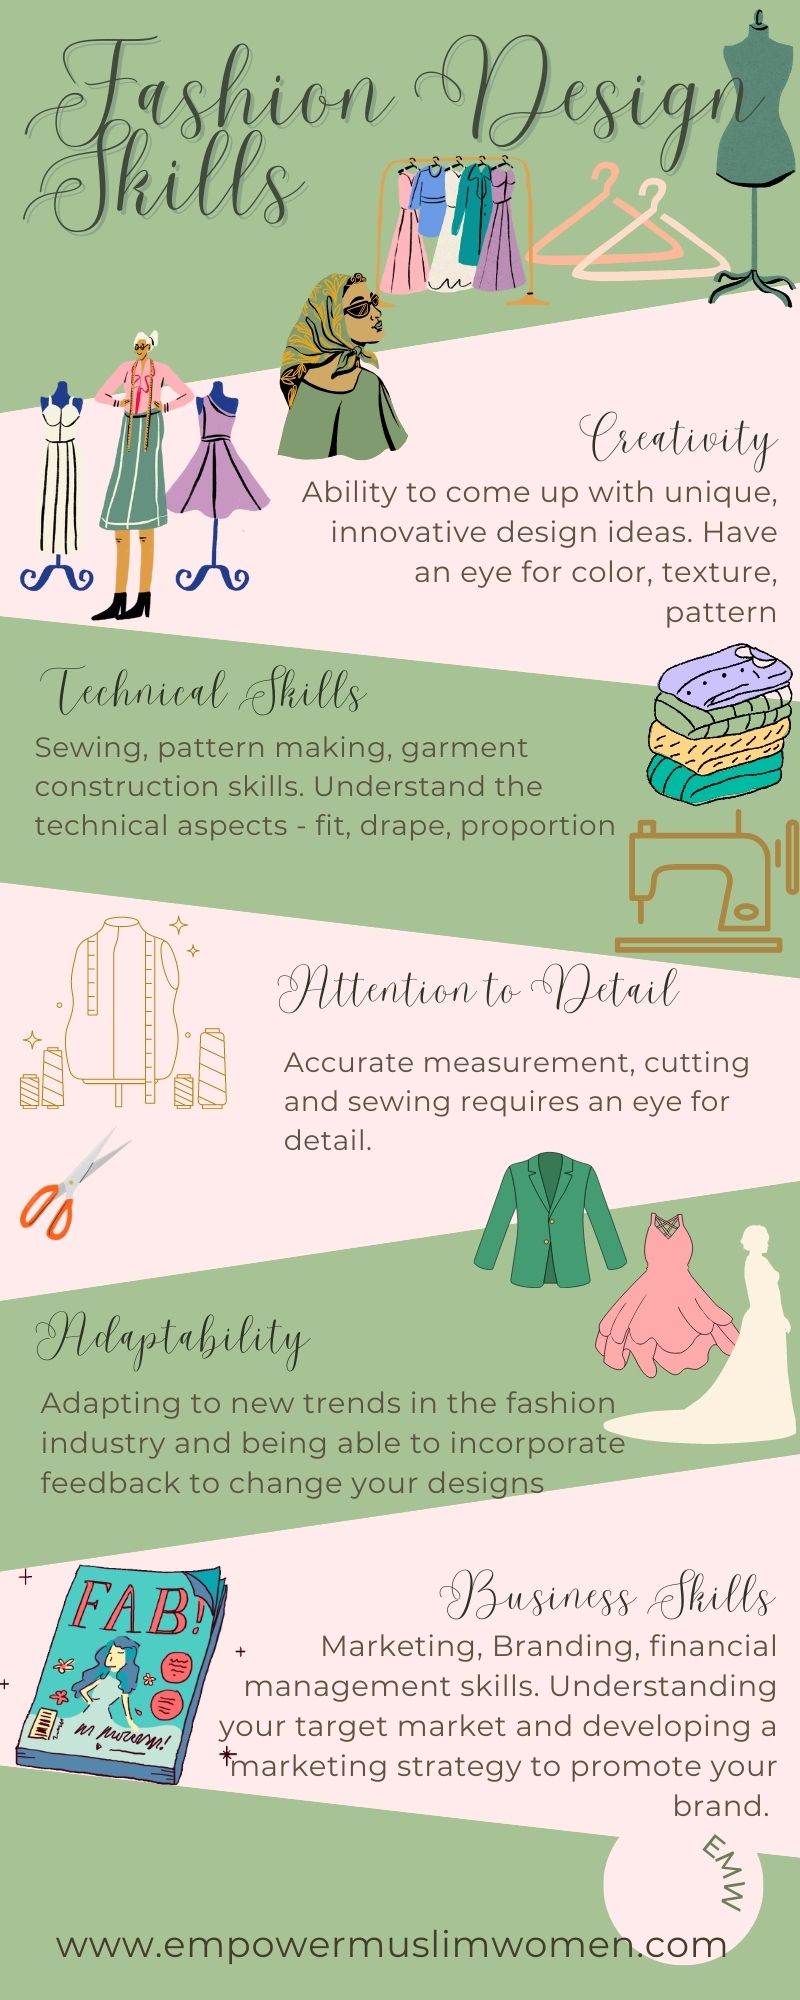 Fashion Design
Skills
Creativity
Ability to come up with unique,
innovative design ideas. Have
an eye for color, texture,
pattern
Technical Skills
Sewing, pattern making, garment
construction skills. Understand the
technical aspects - fit, drape, proportion
Attention to Detail
Accurate measurement, cutting
and sewing requires an eye for
detail.
Adaptability
Adapting to new trends in the fashion
industry and being able to incorporate
feedback to change your designs
FAB!
Business Skills
Marketing, Branding, financial
management skills. Understanding
your target market and developing a
marketing strategy to promote your
brand.
EMW
www.empowermuslimwomen.com